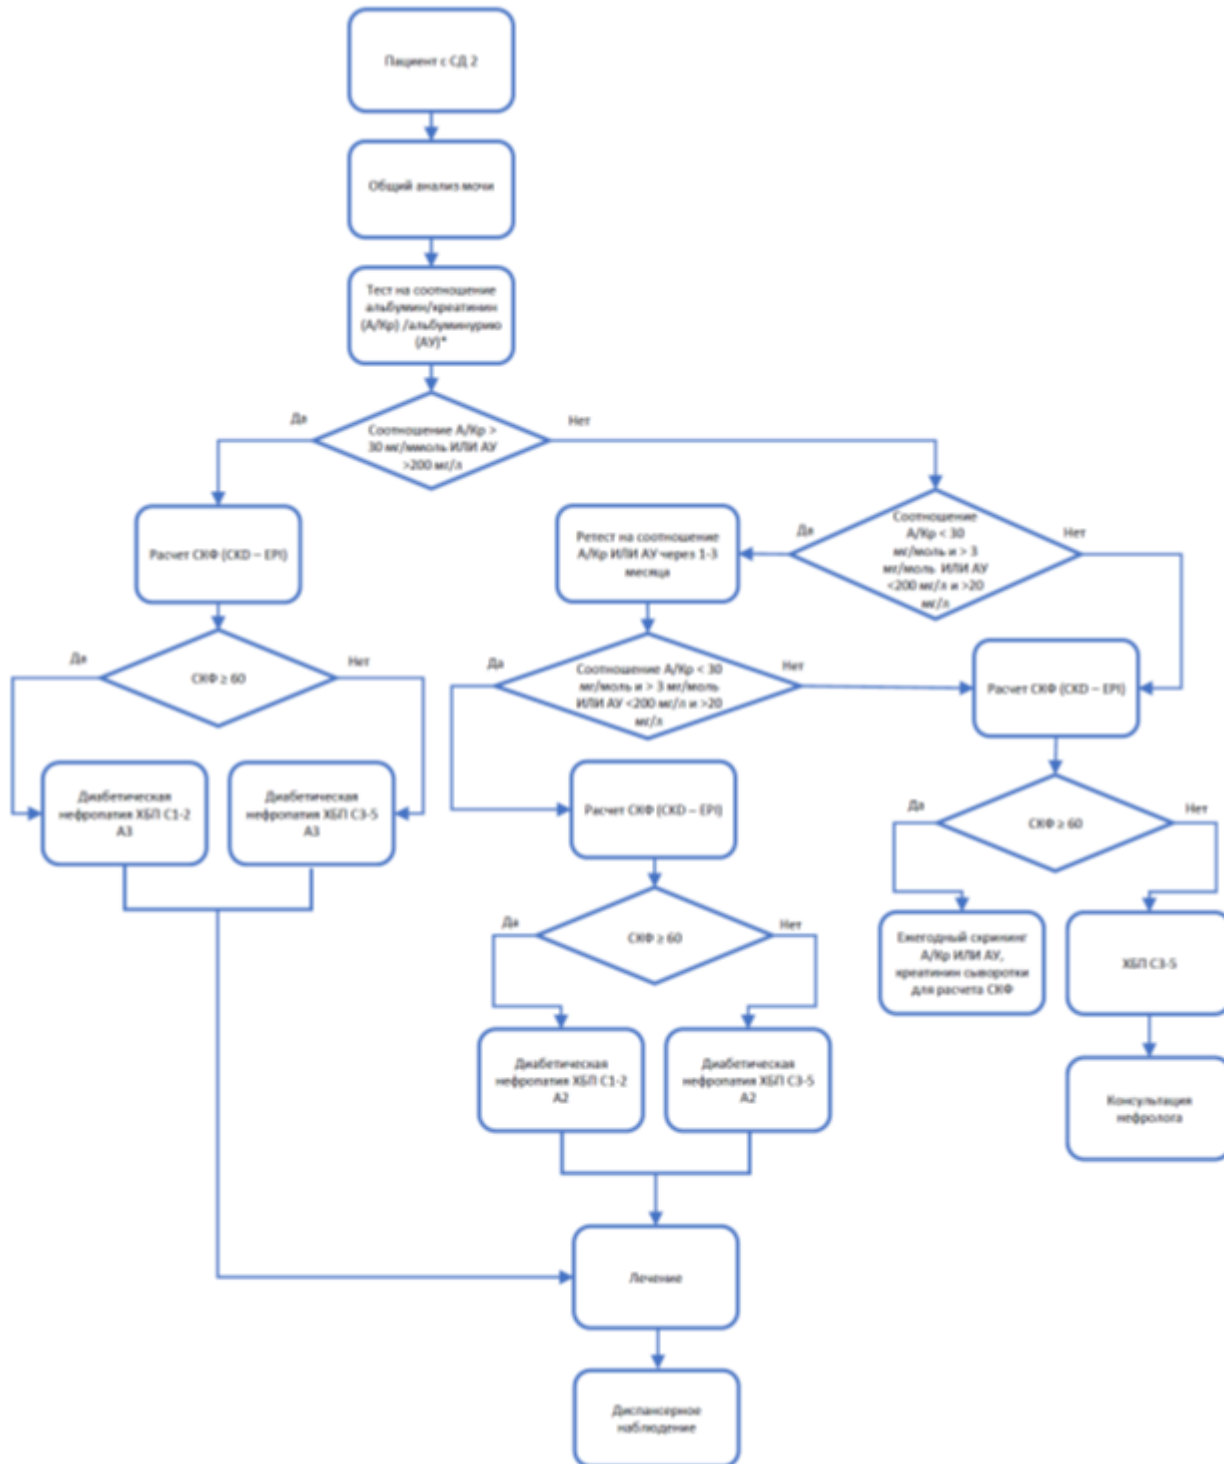 Пациент с СД 2
Общий анализ мочи
Тест на соотношение
альбумин/креатинин
(А/Кр) /альбуминурию
(АУ)*
Да
Нет
Соотношение А/Кр >
30 мг/ммоль ИЛИ АУ
>200 мг/л
Расчет СКФ (CKD – EPI)
Ретест на соотношение
А/Кр ИЛИ АУ через 1-3
месяца
Да
Соотношение
А/Кр < 30
мг/моль и > 3
мг/моль ИЛИ АУ
<200 мг/л и >20
мг/л
Нет
Да
СКФ ≥ 60
Нет
Да
Соотношение А/Кр < 30
мг/моль и > 3 мг/моль
ИЛИ АУ <200 мг/л и >20
мг/л
Нет
Расчет СКФ (CKD – EPI)
Диабетическая
нефропатия ХБП С1-2
А3
Диабетическая
нефропатия ХБП С3-5
А3
Расчет СКФ (CKD – EPI)
Да
СКФ ≥ 60
Нет
Да
СКФ ≥ 60
Нет
Ежегодный скрининг
А/Кр ИЛИ АУ,
креатинин сыворотки
для расчета СКФ
ХБП С3-5
Диабетическая
нефропатия ХБП С1-2
А2
Диабетическая
нефропатия ХБП С3-5
А2
Консультация
нефролога
Лечение
Диспансерное
наблюдение